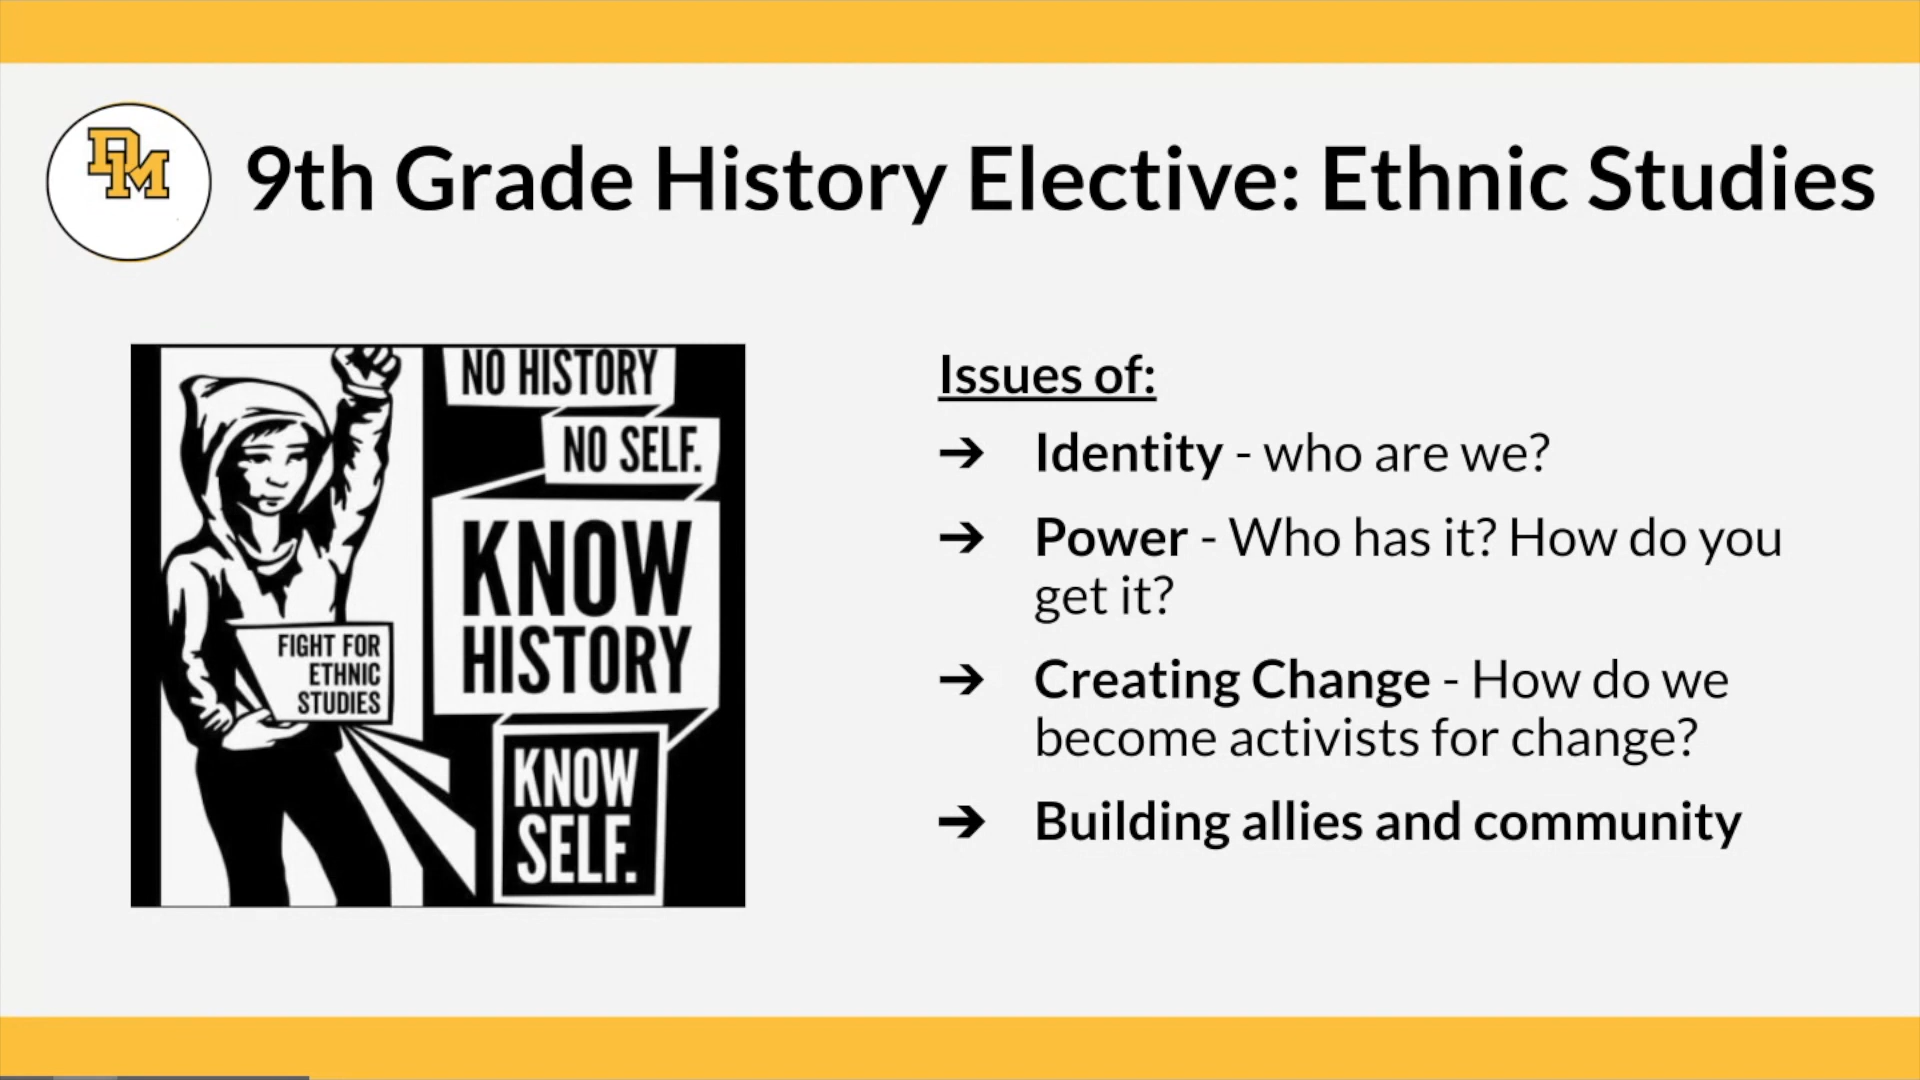 DM
9th Grade History Elective: Ethnic Studies
NO HISTORY
NO SELF.
KNOW
HISTORY
KNOW
SELF.
FIGHT FOR
ETHNIC
STUDIES
Issues of:
➔ Identity - who are we?
➔ Power - Who has it? How do you
get it?
➔ Creating Change - How do we
become activists for change?
➔ Building allies and community